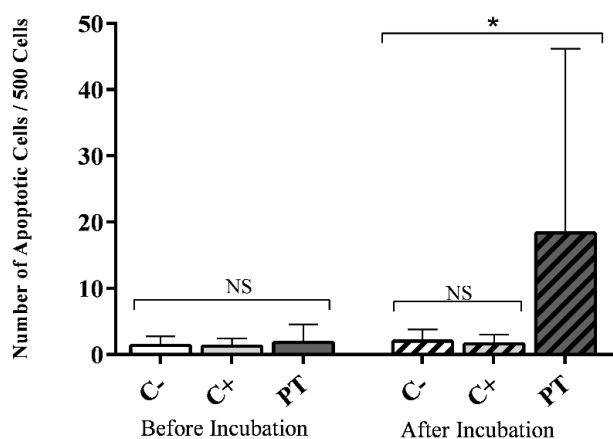 Number of Apoptotic Cells / 500 Cells
50
40
30
20
10
0
*
NS
NS
C-
C+
PT
C-
C+
PT
Before Incubation
After Incubation